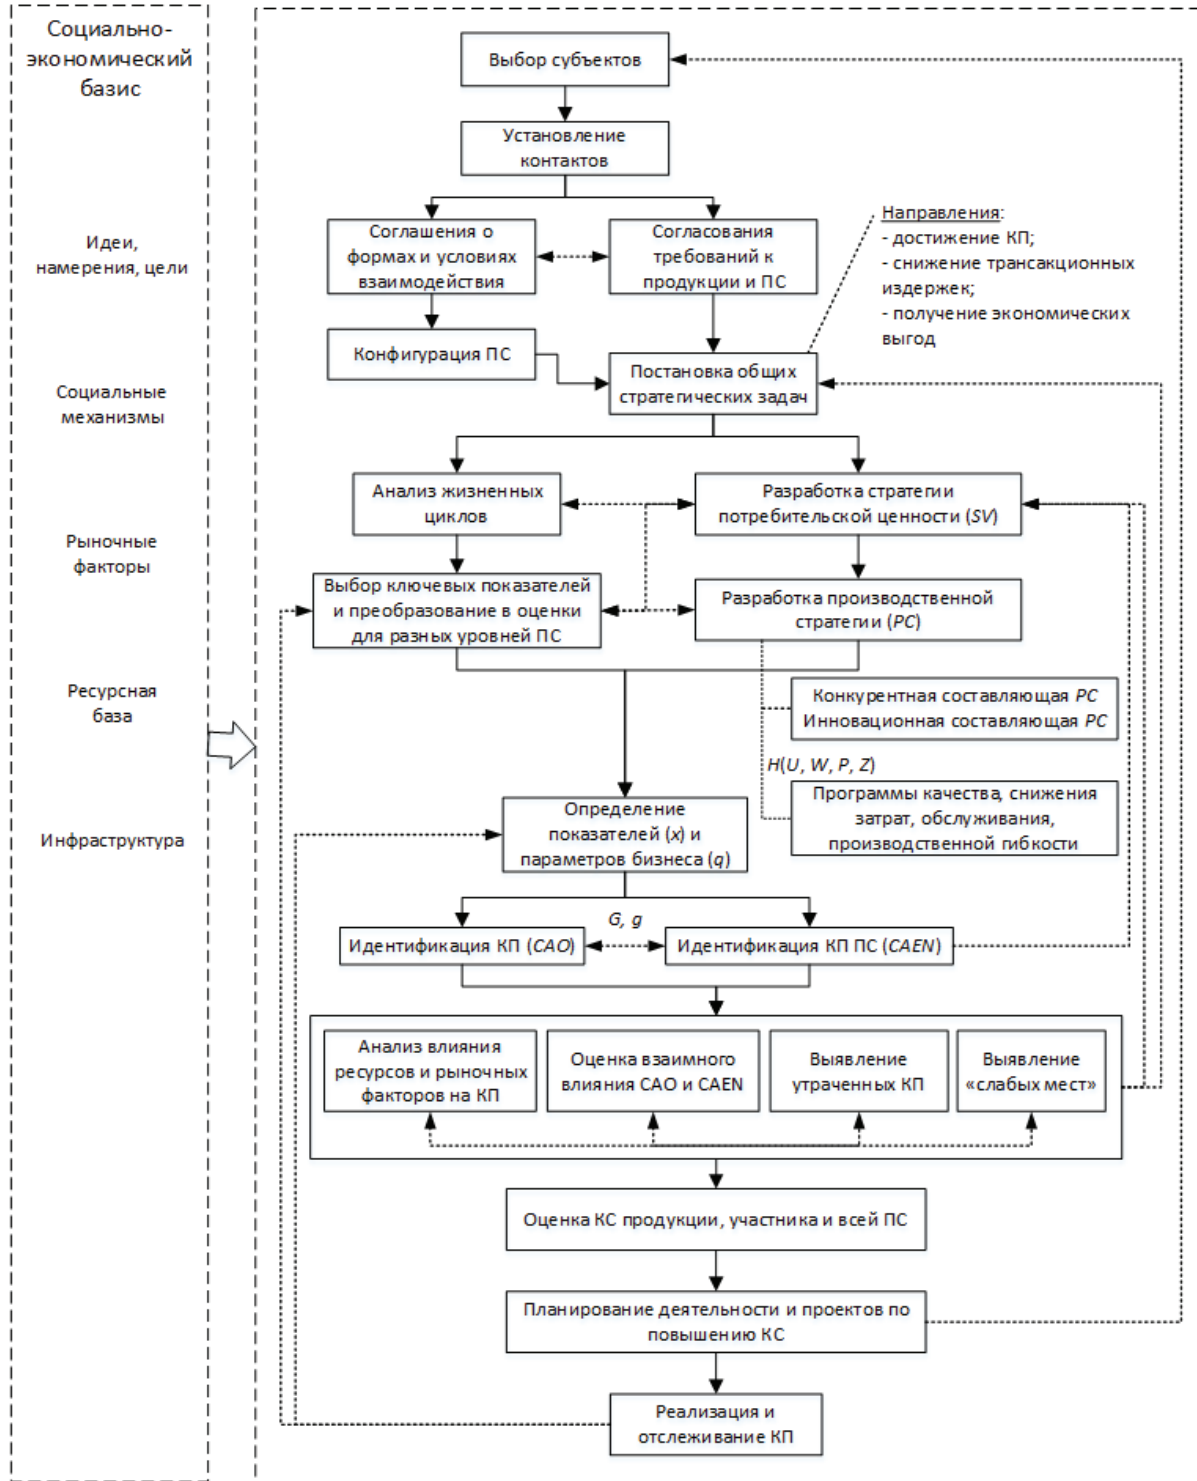 Социально-
экономический
базис
Идеи,
намерения, цели
Социальные
механизмы
Рыночные
факторы
Ресурсная
база
Инфраструктура
Выбор субъектов
Установление
контактов
Соглашения о
формах и условиях
взаимодействия
Согласования
требований к
продукции и ПС
Направления:
- достижение КП;
- снижение трансакционных
издержек;
- получение экономических
выгод
Конфигурация ПС
Постановка общих
стратегических задач
Анализ жизненных
циклов
Разработка стратегии
потребительской ценности (SV)
Выбор ключевых показателей
и преобразование в оценки
для разных уровней ПС
Разработка производственной
стратегии (PC)
Конкурентная составляющая PC
Инновационная составляющая PC
H(U, W, P, Z)
Программы качества, снижения
затрат, обслуживания,
производственной гибкости
Определение
показателей (x) и
параметров бизнеса (q)
G, g
Идентификация КП (CAO)
Идентификация КП ПС (CAEN)
Анализ влияния
ресурсов и рыночных
факторов на КП
Оценка взаимного
влияния CAO и CAEN
Выявление
утраченных КП
Выявление
«слабых мест»
Оценка КС продукции, участника и всей ПС
Планирование деятельности и проектов по
повышению КС
Реализация и
отслеживание КП